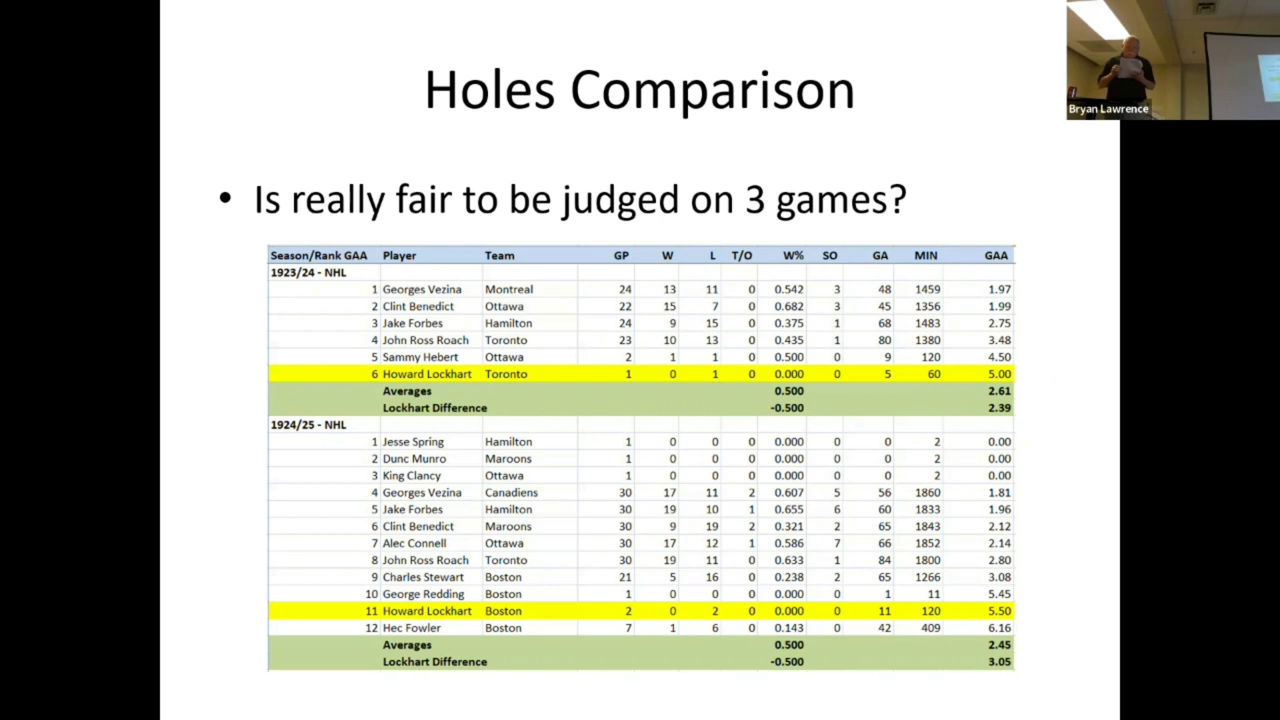 Holes Comparison
Bryan Lawrence
• Is really fair to be judged on 3 games?
Season/Rank GAA Player Team GP W L T/O W% SO GA MIN GAA
1923/24 - NHL
1 Georges Vezina Montreal 24 13 11 0 0.542 3 48 1459 1.97
2 Clint Benedict Ottawa 22 15 7 0 0.682 3 45 1356 1.99
3 Jake Forbes Hamilton 24 9 15 0 0.375 1 68 1483 2.75
4 John Ross Roach Toronto 23 10 13 0 0.435 1 80 1380 3.48
5 Sammy Hebert Ottawa 2 1 1 0 0.500 0 9 120 4.50
6 Howard Lockhart Toronto 1 0 1 0 0.000 0 5 60 5.00
Averages 0.500 2.61
Lockhart Difference -0.500 2.39
1924/25 - NHL
1 Jesse Spring Hamilton 1 0 0 0 0.000 0 0 2 0.00
2 Dunc Munro Maroons 1 0 0 0 0.000 0 0 2 0.00
3 King Clancy Ottawa 1 0 0 0 0.000 0 0 2 0.00
4 Georges Vezina Canadiens 30 17 11 2 0.607 5 56 1860 1.81
5 Jake Forbes Hamilton 30 19 10 1 0.655 6 60 1833 1.96
6 Clint Benedict Maroons 30 9 19 2 0.321 2 65 1843 2.12
7 Alec Connell Ottawa 30 17 12 1 0.586 7 66 1852 2.14
8 John Ross Roach Toronto 30 19 11 0 0.633 1 84 1800 2.80
9 Charles Stewart Boston 21 5 16 0 0.238 2 65 1266 3.08
10 George Redding Boston 1 0 0 0 0.000 0 1 11 5.45
11 Howard Lockhart Boston 2 0 2 0 0.000 0 11 120 5.50
12 Hec Fowler Boston 7 1 6 0 0.143 0 42 409 6.16
Averages 0.500 2.45
Lockhart Difference -0.500 3.05